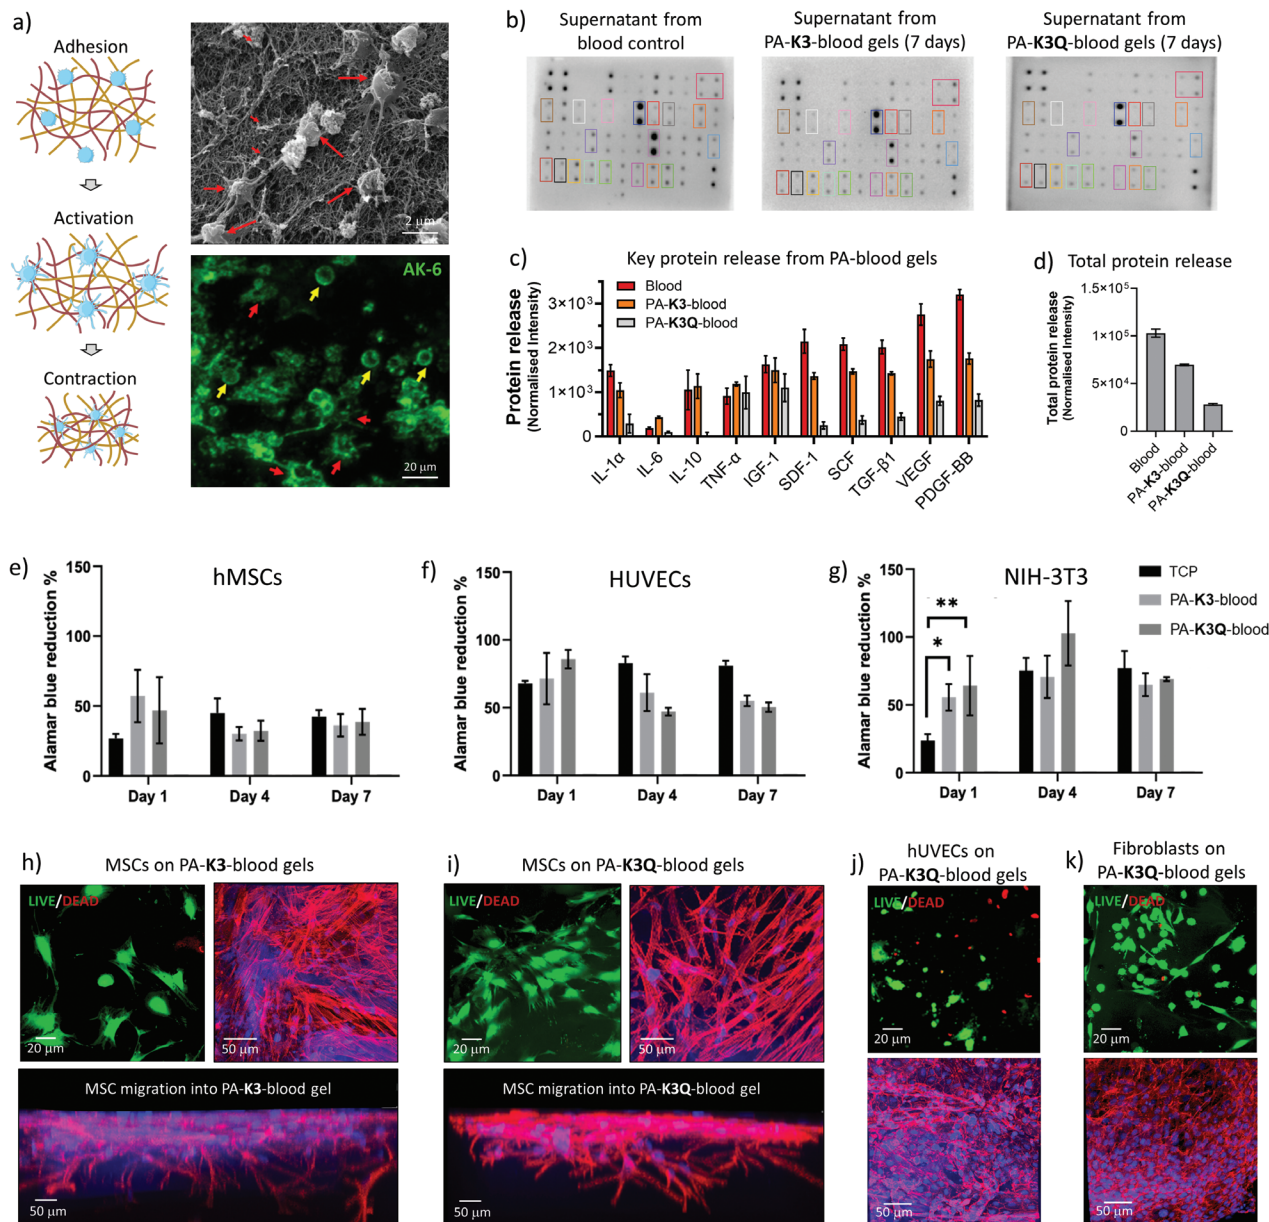 a)
Adhesion
Activation
Contraction
2 µm
AK-6
20 µm
b)
Supernatant from
blood control
Supernatant from
PA-K3-blood gels (7 days)
Supernatant from
PA-K3Q-blood gels (7 days)
c)
Key protein release from PA-blood gels
Protein release
(Normalised Intensity)
3×10³
2×10³
1×10³
0
Blood
PA-K3-blood
PA-K3Q-blood
IL-1α
IL-6
IL-10
TNF-α
IGF-1
SDF-1
SCF
TGF-β1
VEGF
PDGF-BB
d)
Total protein release
Total protein release
(Normalised Intensity)
1.5×10⁵
1×10⁵
5×10⁴
0
Blood
PA-K3-blood
PA-K3Q-blood
e)
hMSCs
Alamar blue reduction %
150
100
50
0
Day 1
Day 4
Day 7
f)
HUVECs
Alamar blue reduction %
150
100
50
0
Day 1
Day 4
Day 7
g)
NIH-3T3
Alamar blue reduction %
150
100
50
0
**
*
Day 1
Day 4
Day 7
TCP
PA-K3-blood
PA-K3Q-blood
h)
MSCs on PA-K3-blood gels
LIVE/DEAD
20 µm
50 µm
MSC migration into PA-K3-blood gel
50 µm
i)
MSCs on PA-K3Q-blood gels
LIVE/DEAD
20 µm
50 µm
MSC migration into PA-K3Q-blood gel
50 µm
j)
hUVECs on
PA-K3Q-blood gels
LIVE/DEAD
20 µm
50 µm
k)
Fibroblasts on
PA-K3Q-blood gels
LIVE/DEAD
20 µm
50 µm